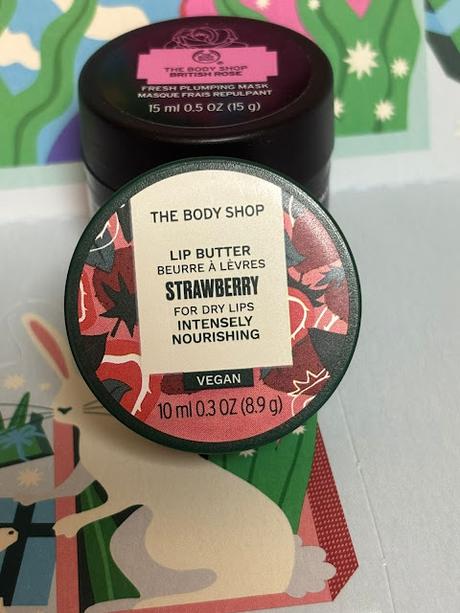 THE BODY SHOP
BRITISH ROSE
FRESH PLUMPING MASK
MASQUE FRAIS REPULPANT
15 ml 0.5 OZ (15 g)
THE BODY SHOP
LIP BUTTER
BEURRE À LÈVRES
STRAWBERRY
FOR DRY LIPS
INTENSELY
NOURISHING
VEGAN
10 ml 0.3 OZ (8.9 g)